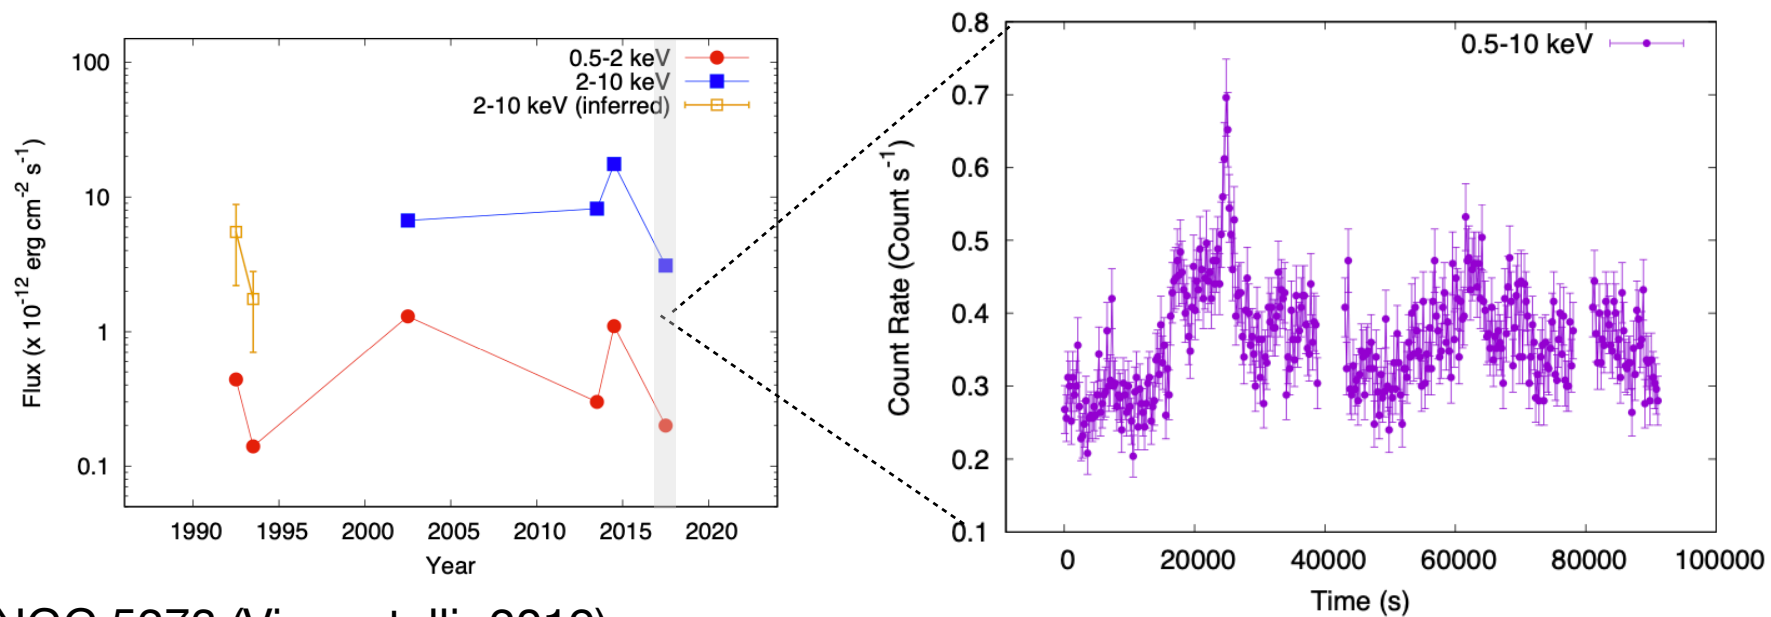 0.5-2 keV
2-10 keV
2-10 keV (inferred)
100
10
1
0.1
Flux (x 10-12 erg cm-2 s-1)
1990 1995 2000 2005 2010 2015 2020
Year
0.5-10 keV
0.8
0.7
0.6
0.5
0.4
0.3
0.2
0.1
Count Rate (Count s-1)
0 20000 40000 60000 80000 100000
Time (s)